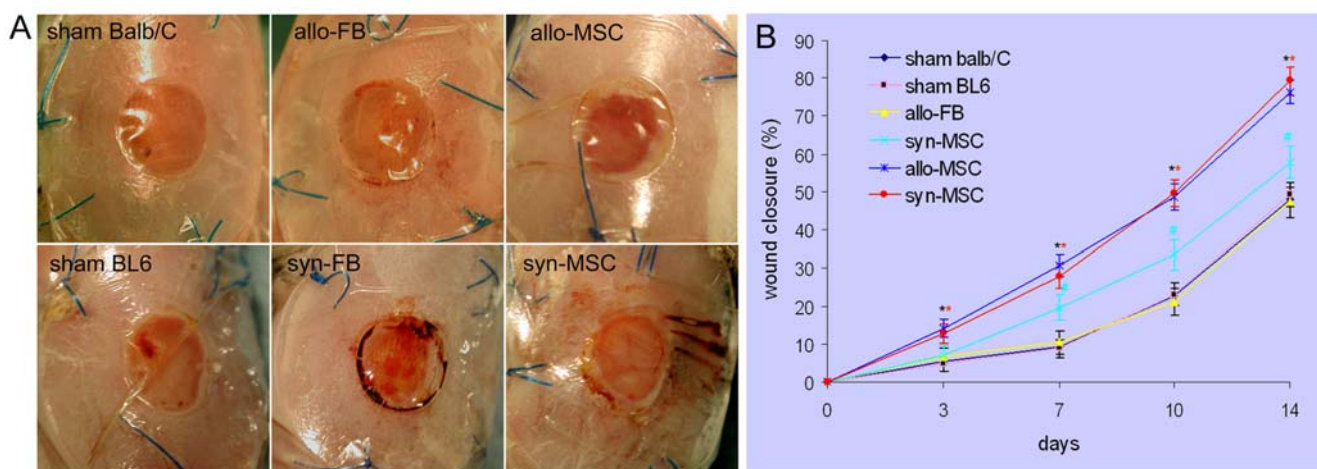 A
sham Balb/C
allo-FB
allo-MSC
sham BL6
syn-FB
syn-MSC
B
wound closoure (%)
90
80
70
60
50
40
30
20
10
0
sham balb/C
sham BL6
allo-FB
syn-MSC
allo-MSC
syn-MSC
**
**
**
**
#
#
#
0
3
7
10
14
days